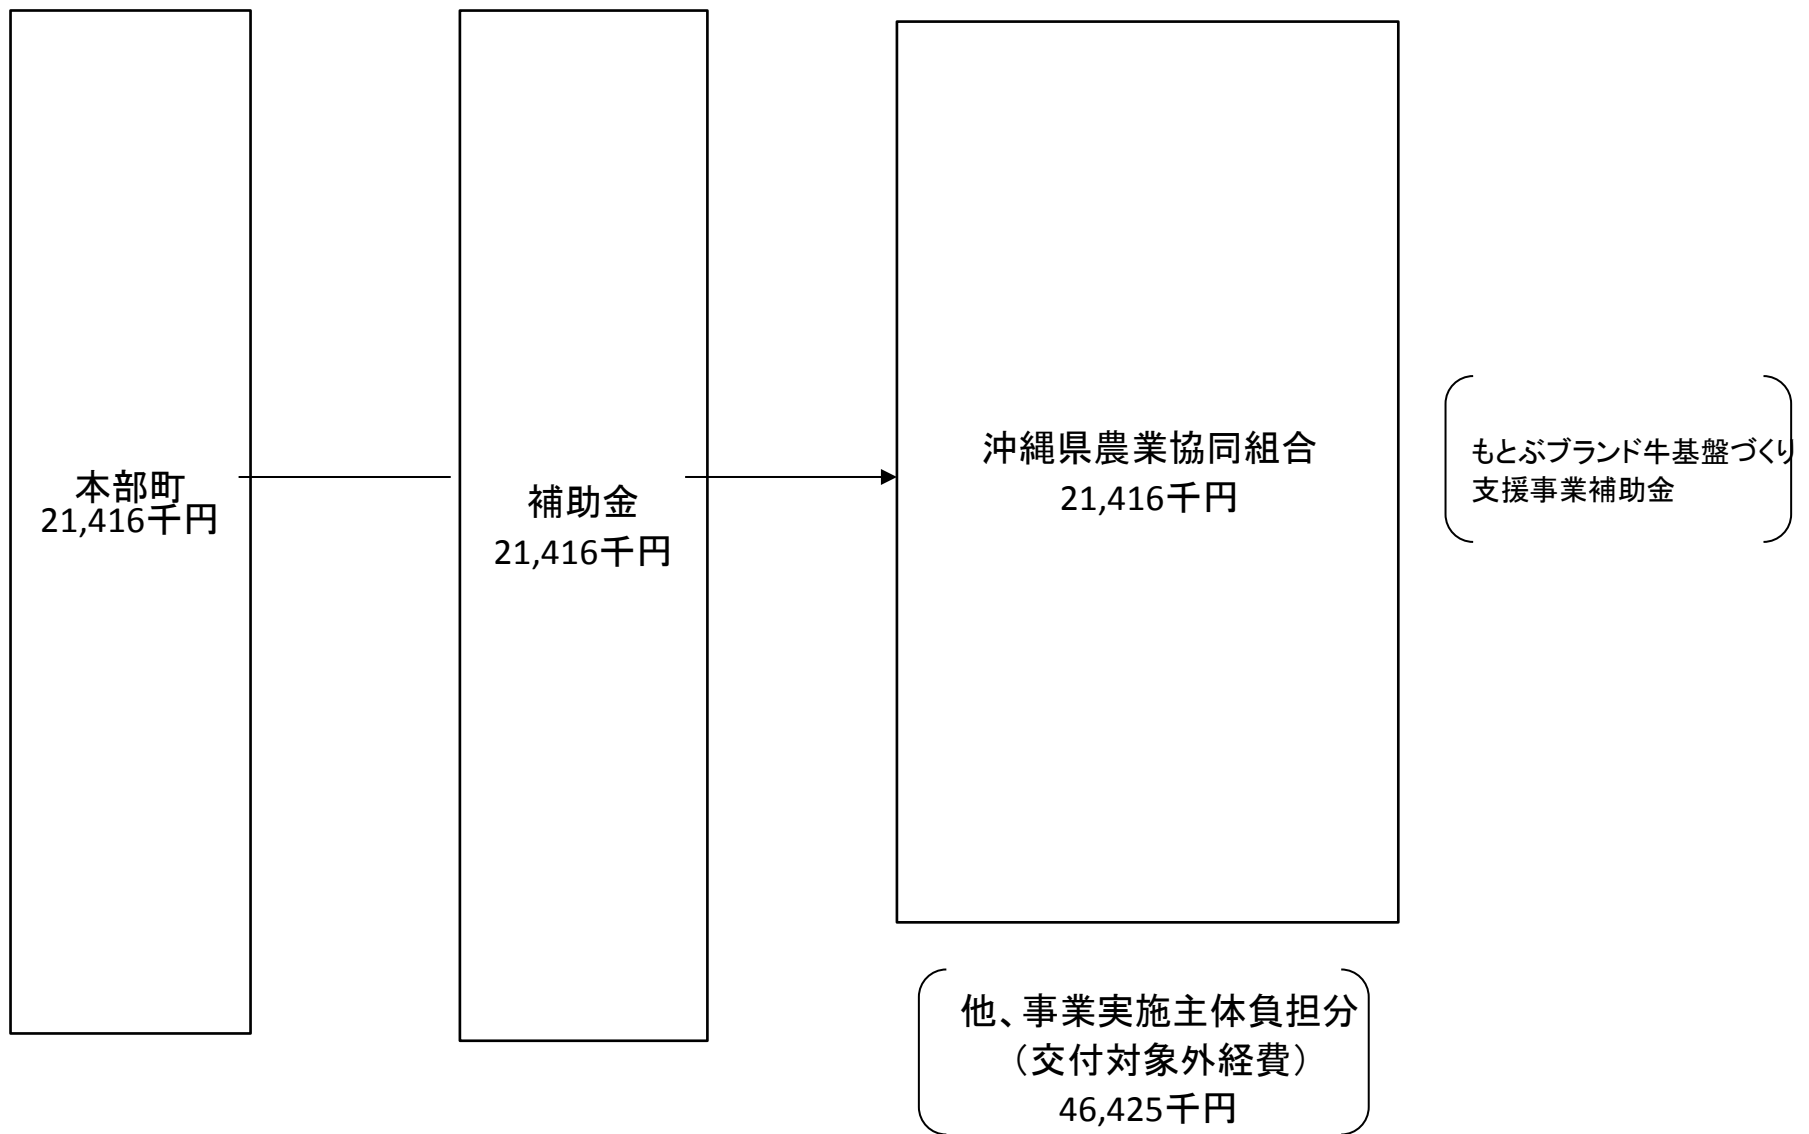 本部町
21,416千円
補助金
21,416千円
沖縄県農業協同組合
21,416千円
もとぶブランド牛基盤づくり
支援事業補助金
他、事業実施主体負担分
（交付対象外経費）
46,425千円